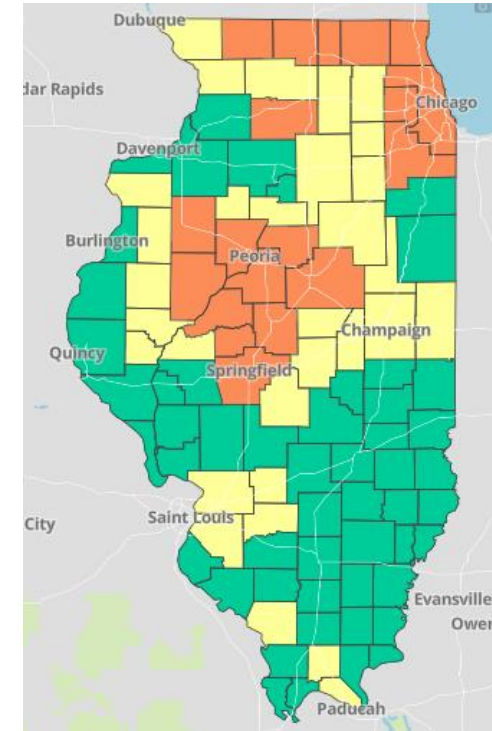 Dubuque
dar Rapids
Chicago
Davenport
Burlington
Peoria
Champaign
Quincy
Springfield
City
Saint Louis
Evansville
Ower
Paducah